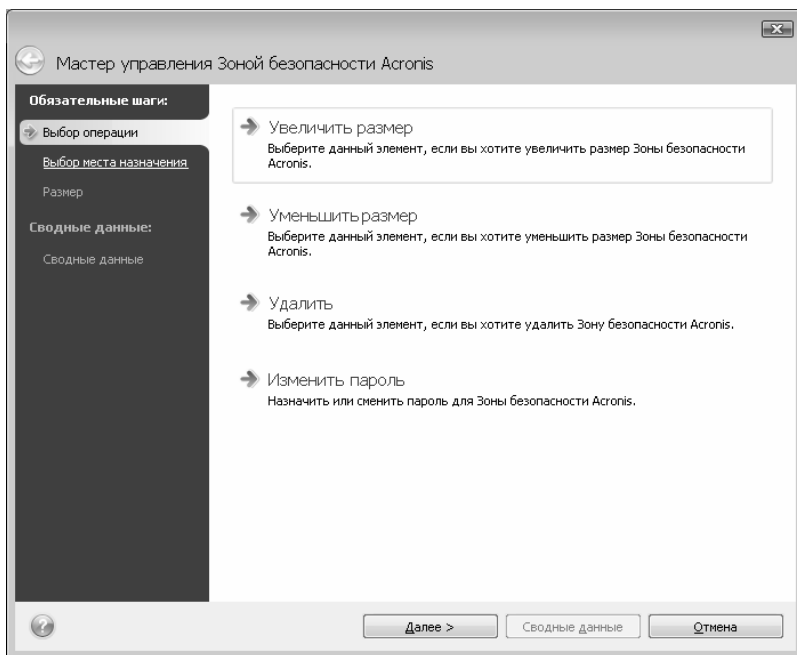 Мастер управления Зоной безопасности Acronis
Обязательные шаги:
Выбор операции
Выбор места назначения
Размер
Сводные данные:
Сводные данные
Увеличить размер
Выберите данный элемент, если вы хотите увеличить размер Зоны безопасности
Acronis.
Уменьшить размер
Выберите данный элемент, если вы хотите уменьшить размер Зоны безопасности
Acronis.
Удалить
Выберите данный элемент, если вы хотите удалить Зону безопасности Acronis.
Изменить пароль
Назначить или сменить пароль для Зоны безопасности Acronis.
Далее >
Сводные данные
Отмена